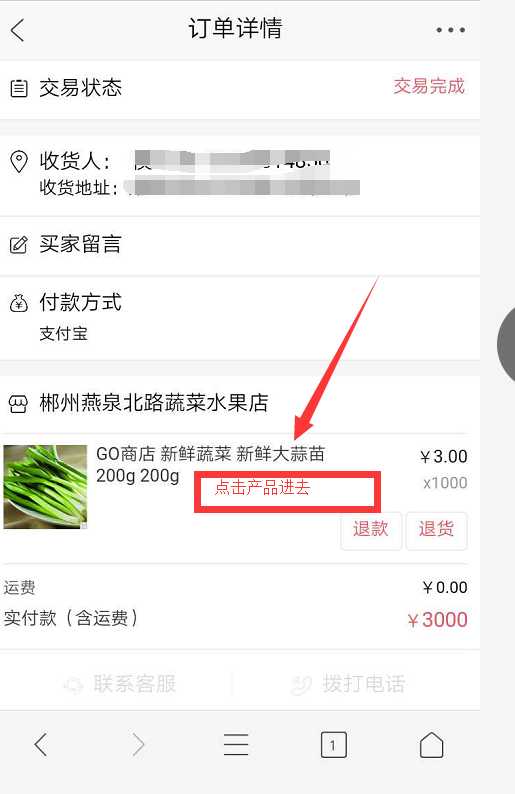 订单详情
交易状态
交易完成
收货人：
收货地址：
买家留言
付款方式
支付宝
郴州燕泉北路蔬菜水果店
GO商店 新鲜蔬菜 新鲜大蒜苗
￥3.00
200g 200g
x1000
点击产品进去
退款 退货
运费
￥0.00
实付款（含运费）
￥3000
联系客服
拨打电话
1